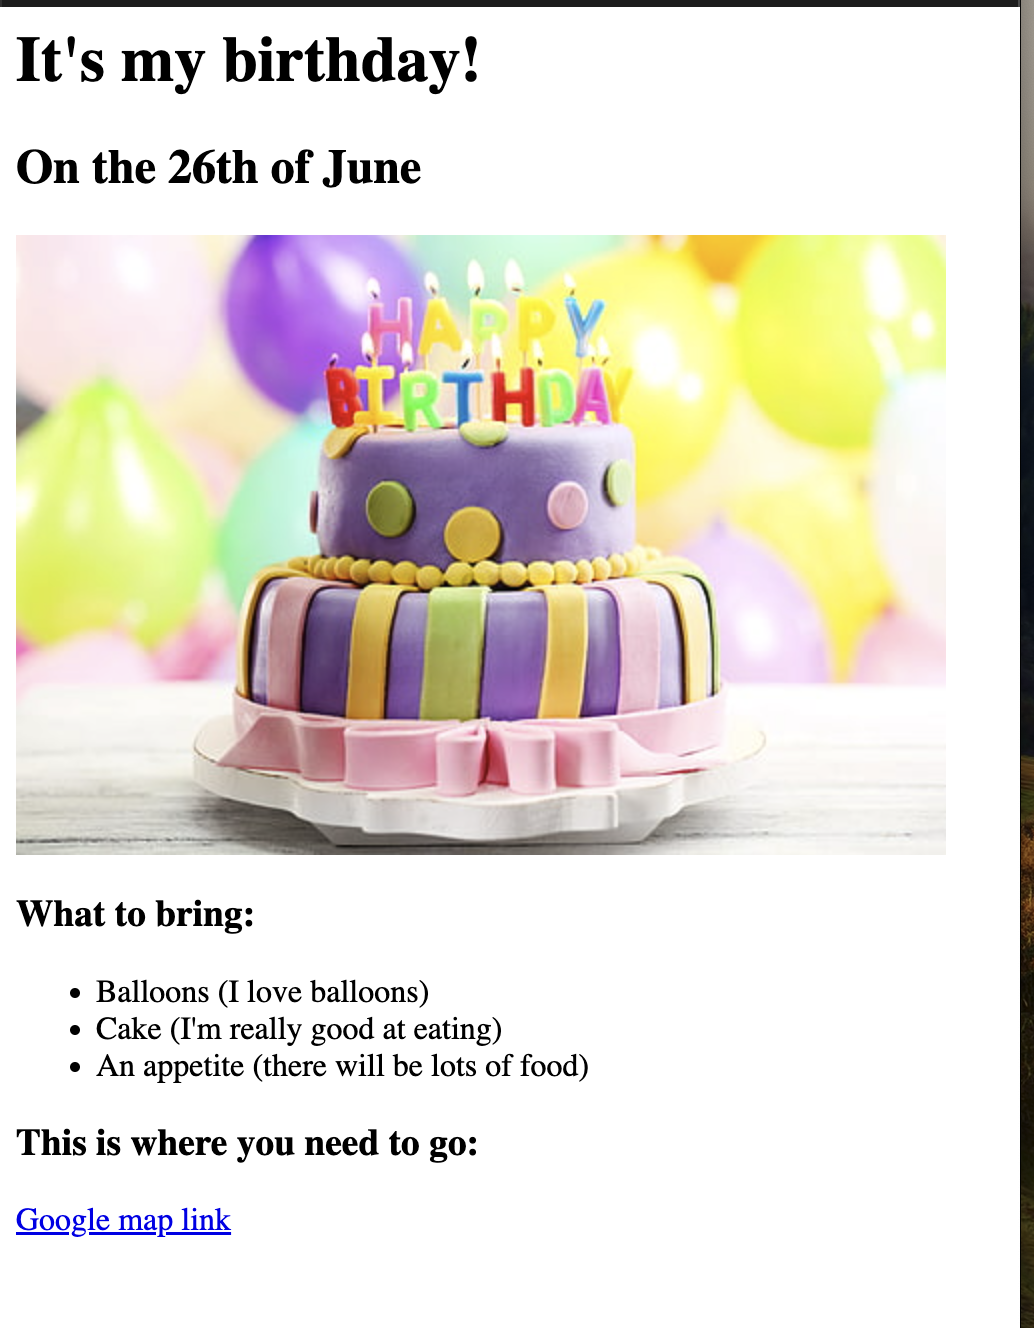 It's my birthday!
On the 26th of June
HAPPY
BIRTHDAY
What to bring:
Balloons (I love balloons)
Cake (I'm really good at eating)
An appetite (there will be lots of food)
This is where you need to go:
Google map link